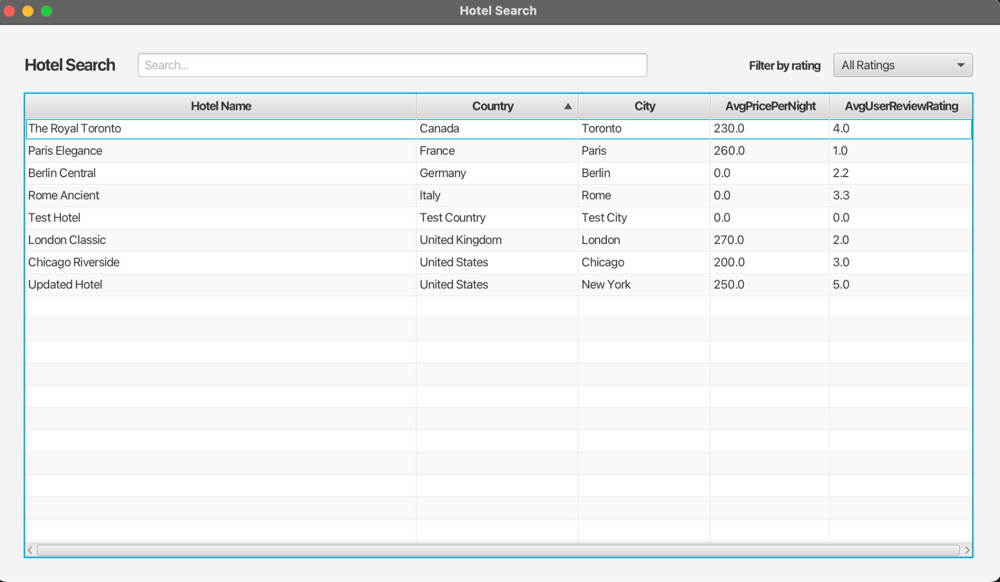 Hotel Search
Hotel Search Search... Filter by rating All Ratings
Hotel Name Country ▲ City AvgPricePerNight AvgUserReviewRating
The Royal Toronto Canada Toronto 230.0 4.0
Paris Elegance France Paris 260.0 1.0
Berlin Central Germany Berlin 0.0 2.2
Rome Ancient Italy Rome 0.0 3.3
Test Hotel Test Country Test City 0.0 0.0
London Classic United Kingdom London 270.0 2.0
Chicago Riverside United States Chicago 200.0 3.0
Updated Hotel United States New York 250.0 5.0